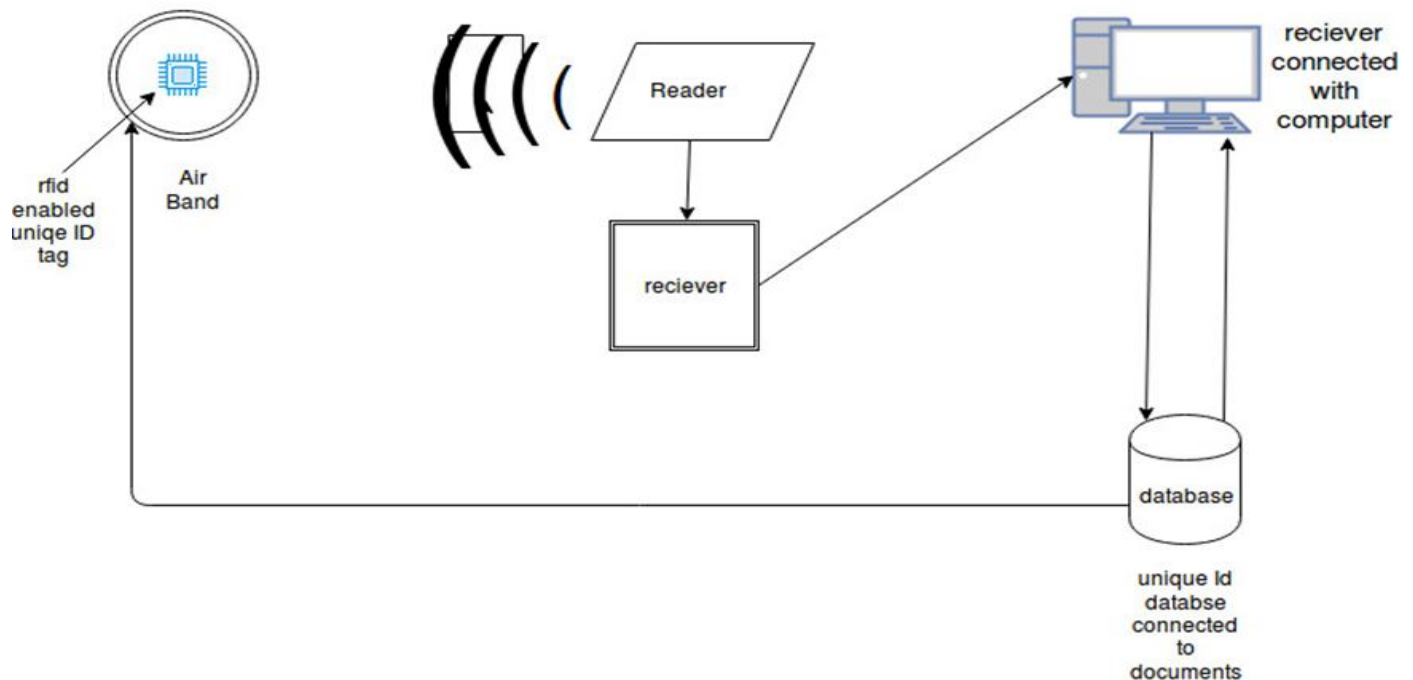 Reader
reciever
connected
with
computer
Air
Band
rfid
enabled
uniqe ID
tag
reciever
database
unique Id
databse
connected
to
documents